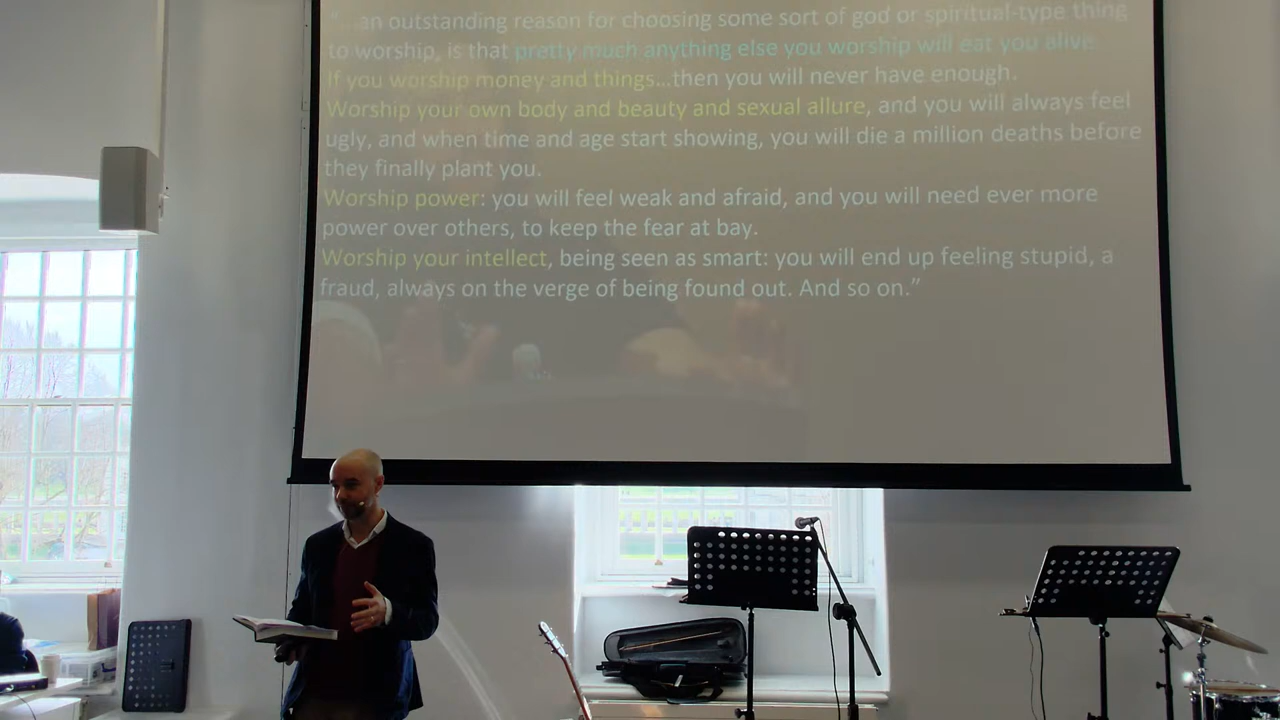 "... an outstanding reason for choosing some sort of god or spiritual-type thing
to worship, is that pretty much anything else you worship will eat you alive.
If you worship money and things...then you will never have enough.
Worship your own body and beauty and sexual allure, and you will always feel
ugly, and when time and age start showing, you will die a million deaths before
they finally plant you.
Worship power: you will feel weak and afraid, and you will need ever more
power over others, to keep the fear at bay.
Worship your intellect, being seen as smart: you will end up feeling stupid, a
fraud, always on the verge of being found out. And so on.”